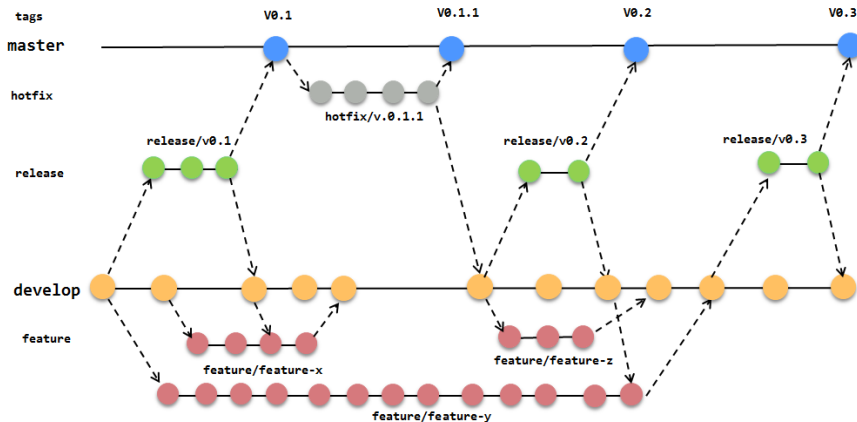 tags V0.1 V0.1.1 V0.2 V0.3
master
hotfix
hotfix/v.0.1.1
release/v0.1 release/v0.2 release/v0.3
release
develop
feature
feature/feature-x feature/feature-z
feature/feature-y